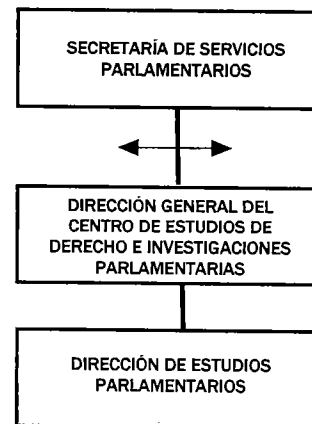 SECRETARÍA DE SERVICIOS
PARLAMENTARIOS
DIRECCIÓN GENERAL DEL
CENTRO DE ESTUDIOS DE
DERECHO E INVESTIGACIONES
PARLAMENTARIAS
DIRECCIÓN DE ESTUDIOS
PARLAMENTARIOS